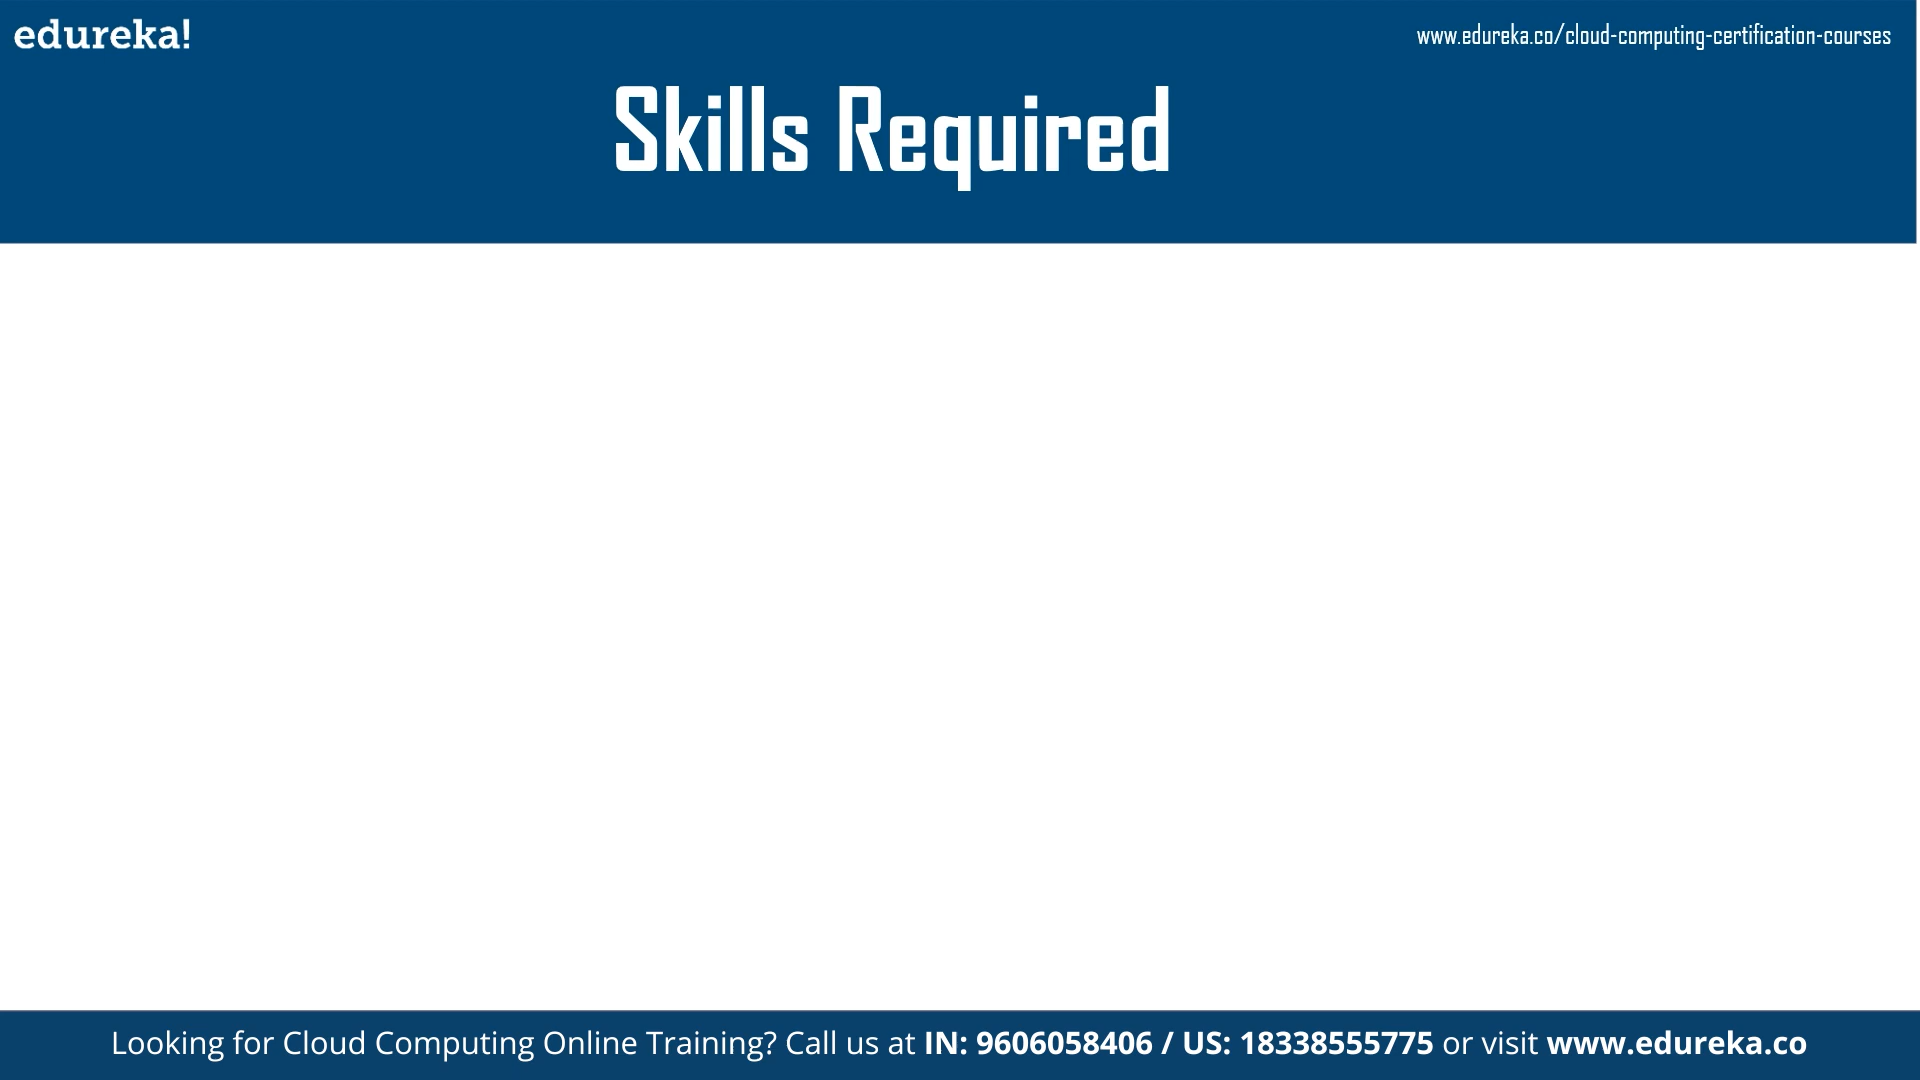 edureka!
www.edureka.co/cloud-computing-certification-courses
Skills Required
Looking for Cloud Computing Online Training? Call us at IN: 9606058406 / US: 18338555775 or visit www.edureka.co